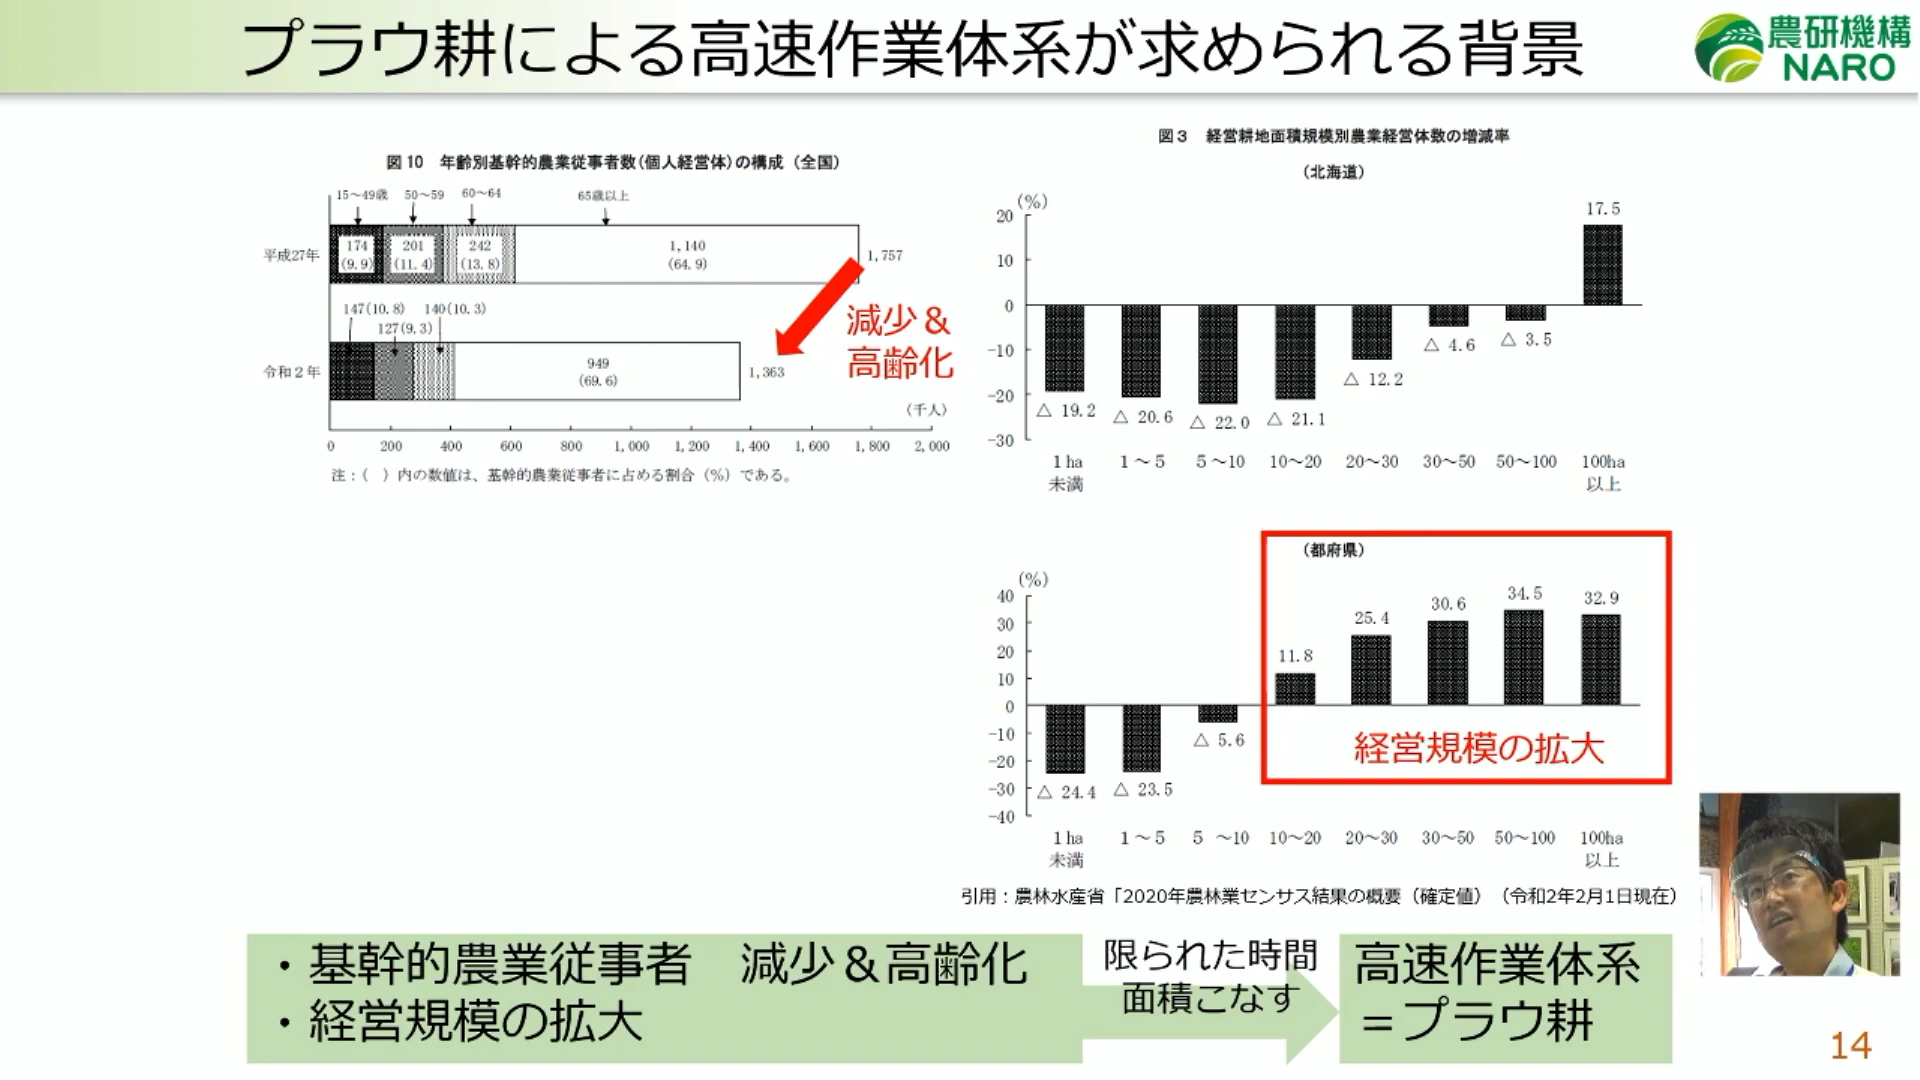 プラウ耕による高速作業体系が求められる背景
農研機構
NARO
図10 年齢別基幹的農業従事者数(個人経営体)の構成(全国)
15～49歳 50～59 60～64 65歳以上
平成27年
174 201 242 1,140
(9.9) (11.4) (13.8) (64.9)
1,757
147(10.8) 140(10.3)
127(9.3)
令和2年
949
(69.6)
1,363
減少＆
高齢化
(千人)
0 200 400 600 800 1,000 1,200 1,400 1,600 1,800 2,000
注：( )内の数値は、基幹的農業従事者に占める割合(%)である。
図3 経営耕地面積規模別農業経営体数の増減率
(北海道)
(%)
20
10
0
-10
-20
-30
17.5
△ 19.2 △ 20.6 △ 22.0 △ 21.1 △ 12.2 △ 4.6 △ 3.5
1ha 1～5 5～10 10～20 20～30 30～50 50～100 100ha
未満 以上
(都府県)
(%)
40
30
20
10
0
-10
-20
-30
-40
11.8 25.4 30.6 34.5 32.9
△ 24.4 △ 23.5 △ 5.6
経営規模の拡大
1ha 1～5 5 ～10 10～20 20～30 30～50 50～100 100ha
未満 以上
引用：農林水産省「2020年農林業センサス結果の概要（確定値）（令和2年2月1日現在）
・基幹的農業従事者 減少＆高齢化
・経営規模の拡大
限られた時間
面積こなす
高速作業体系
＝プラウ耕
14